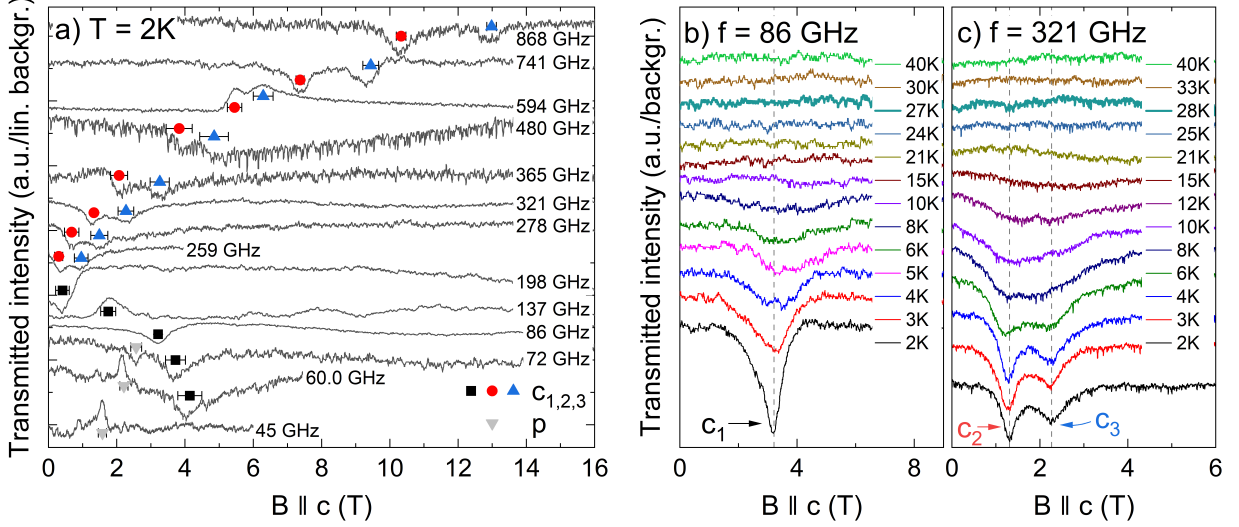 Transmitted intensity (a.u./lin. backgr.)
a) T = 2K
868 GHz
741 GHz
594 GHz
480 GHz
365 GHz
321 GHz
278 GHz
259 GHz
198 GHz
137 GHz
86 GHz
72 GHz
60.0 GHz
45 GHz
c1,2,3
p
0 2 4 6 8 10 12 14 16
B ∥ c (T)
Transmitted intensity (a.u./backgr.)
b) f = 86 GHz
40K
30K
27K
24K
21K
15K
10K
8K
6K
5K
4K
3K
2K
c1
0 4 8
B ∥ c (T)
c) f = 321 GHz
40K
33K
28K
25K
21K
15K
12K
10K
8K
6K
4K
3K
2K
c2
c3
0 2 4 6
B ∥ c (T)